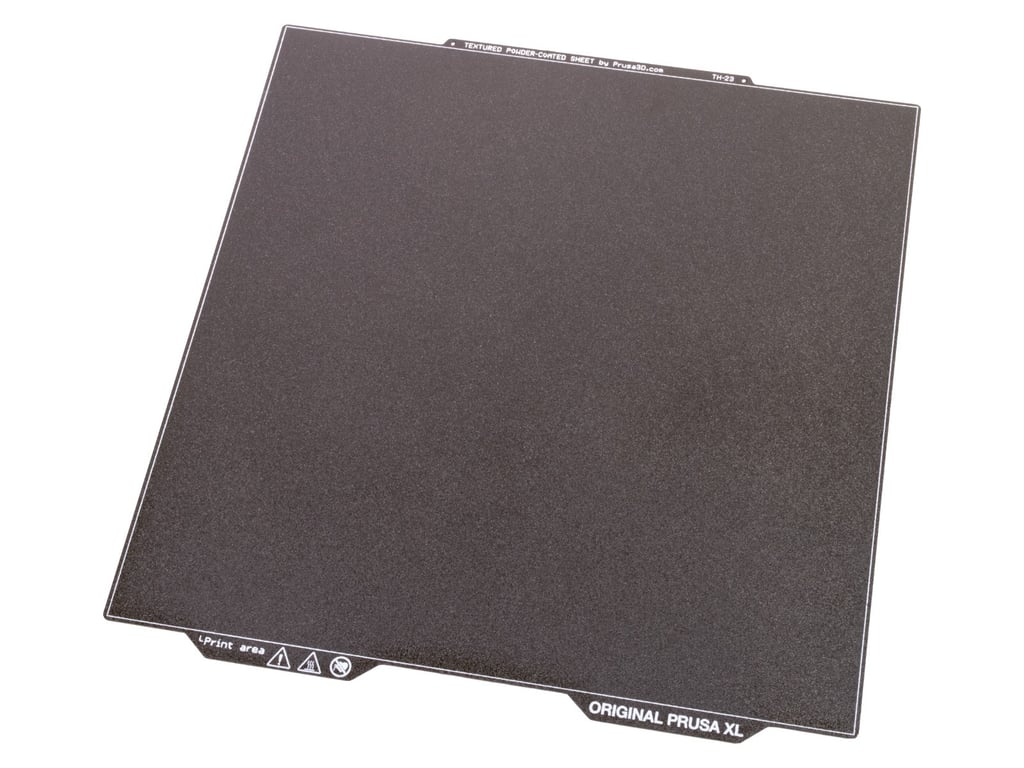 TEXTURED POWDER-COATED SHEET by Prusa3D.com
TH-23
Print area
ORIGINAL PRUSA XL